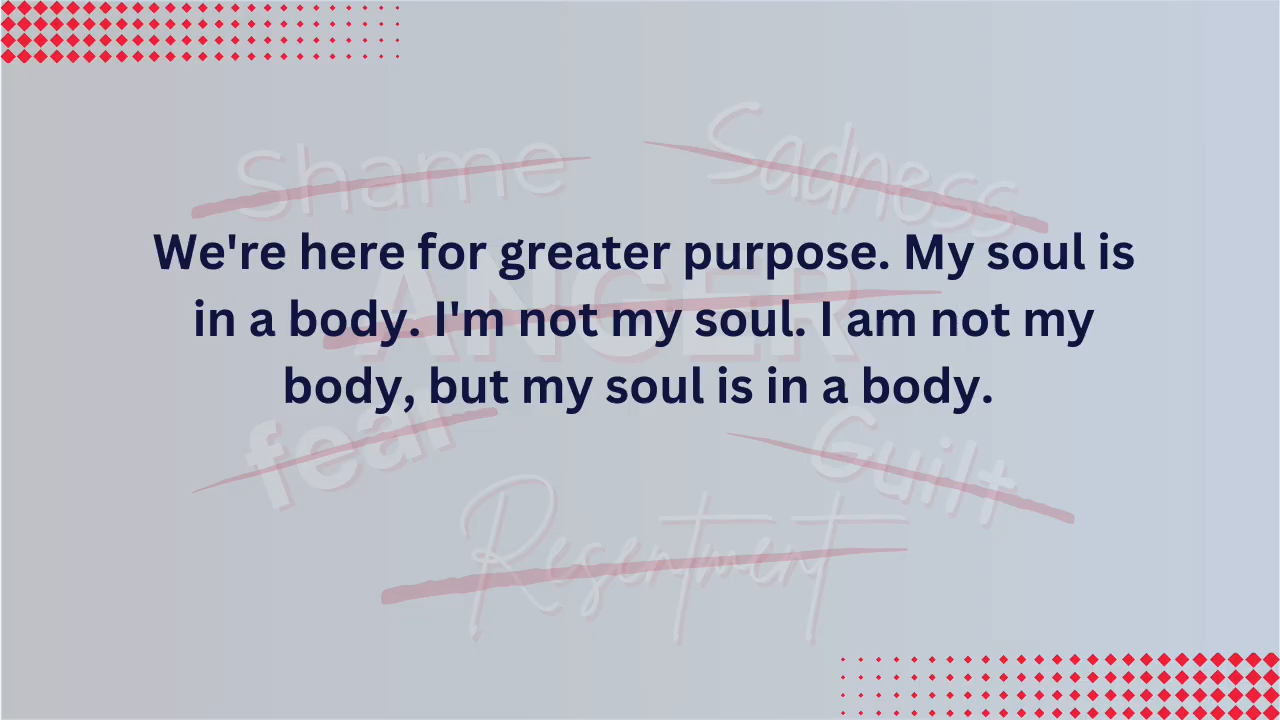 Shame
Sadness
We're here for greater purpose. My soul is
ANGER
in a body. I'm not my soul. I am not my
body, but my soul is in a body.
fear
Guilt
Resentment